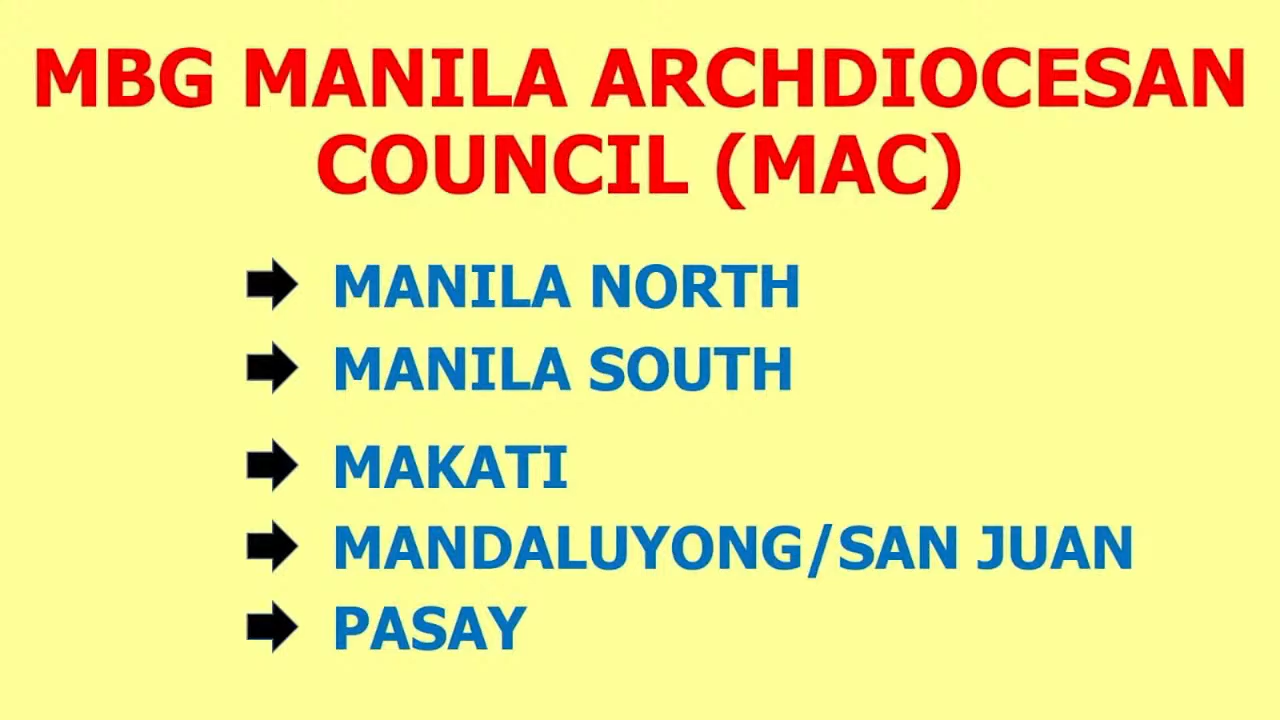 MBG MANILA ARCHDIOCESAN
COUNCIL (MAC)
MANILA NORTH
MANILA SOUTH
MAKATI
MANDALUYONG/SAN JUAN
PASAY